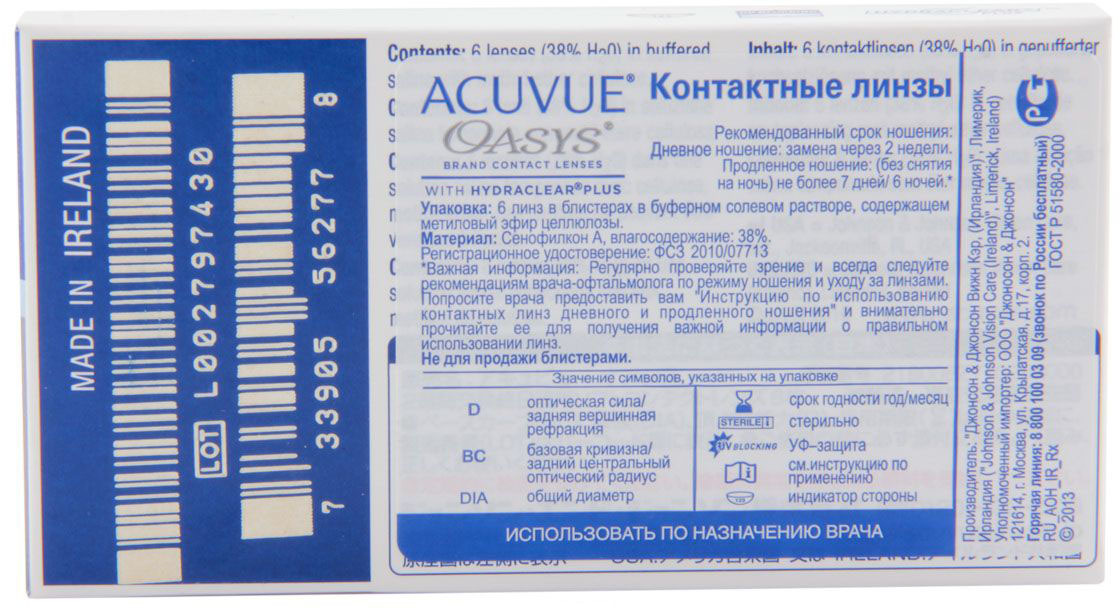 MADE IN IRELAND
LOT L002797430
7 33905 56277 8
Contents: 6 lenses (38% H₂O) in buffered
Inhalt: 6 kontaktlinsen (38% H₂O) in gepufferter
ACUVUE®
OASYS®
BRAND CONTACT LENSES
WITH HYDRACLEAR® PLUS
Контактные линзы
Рекомендованный срок ношения:
Дневное ношение: замена через 2 недели.
Продленное ношение: (без снятия
на ночь) не более 7 дней/ 6 ночей.*
Упаковка: 6 линз в блистерах в буферном солевом растворе, содержащем
метиловый эфир целлюлозы.
Материал: Сенофилкон А, влагосодержание: 38%.
Регистрационное удостоверение: ФСЗ 2010/07713
*Важная информация: Регулярно проверяйте зрение и всегда следуйте
рекомендациям врача-офтальмолога по режиму ношения и уходу за линзами.
Попросите врача предоставить вам "Инструкцию по использованию
контактных линз дневного и продленного ношения" и внимательно
прочитайте ее для получения важной информации о правильном
использовании линз.
Не для продажи блистерами.
Значение символов, указанных на упаковке
D оптическая сила/
задняя вершинная
рефракция
BC базовая кривизна/
задний центральный
оптический радиус
DIA общий диаметр
срок годности год/месяц
STERILE стерильно
UV BLOCKING УФ–защита
см.инструкцию по
применению
123 индикатор стороны
ИСПОЛЬЗОВАТЬ ПО НАЗНАЧЕНИЮ ВРАЧА
Производитель: "Джонсон & Джонсон Вижн Кэр, (Ирландия)", Лимерик,
Ирландия ("Johnson & Johnson Vision Care (Ireland)", Limerick, Ireland)
Уполномоченный импортер: ООО "Джонсон & Джонсон"
121614, г. Москва, ул. Крылатская, д.17, корп. 2.
Горячая линия: 8 800 100 03 09 (звонок по России бесплатный)
RU_AOH_IR_Rx
© 2013
ГОСТ Р 51580-2000